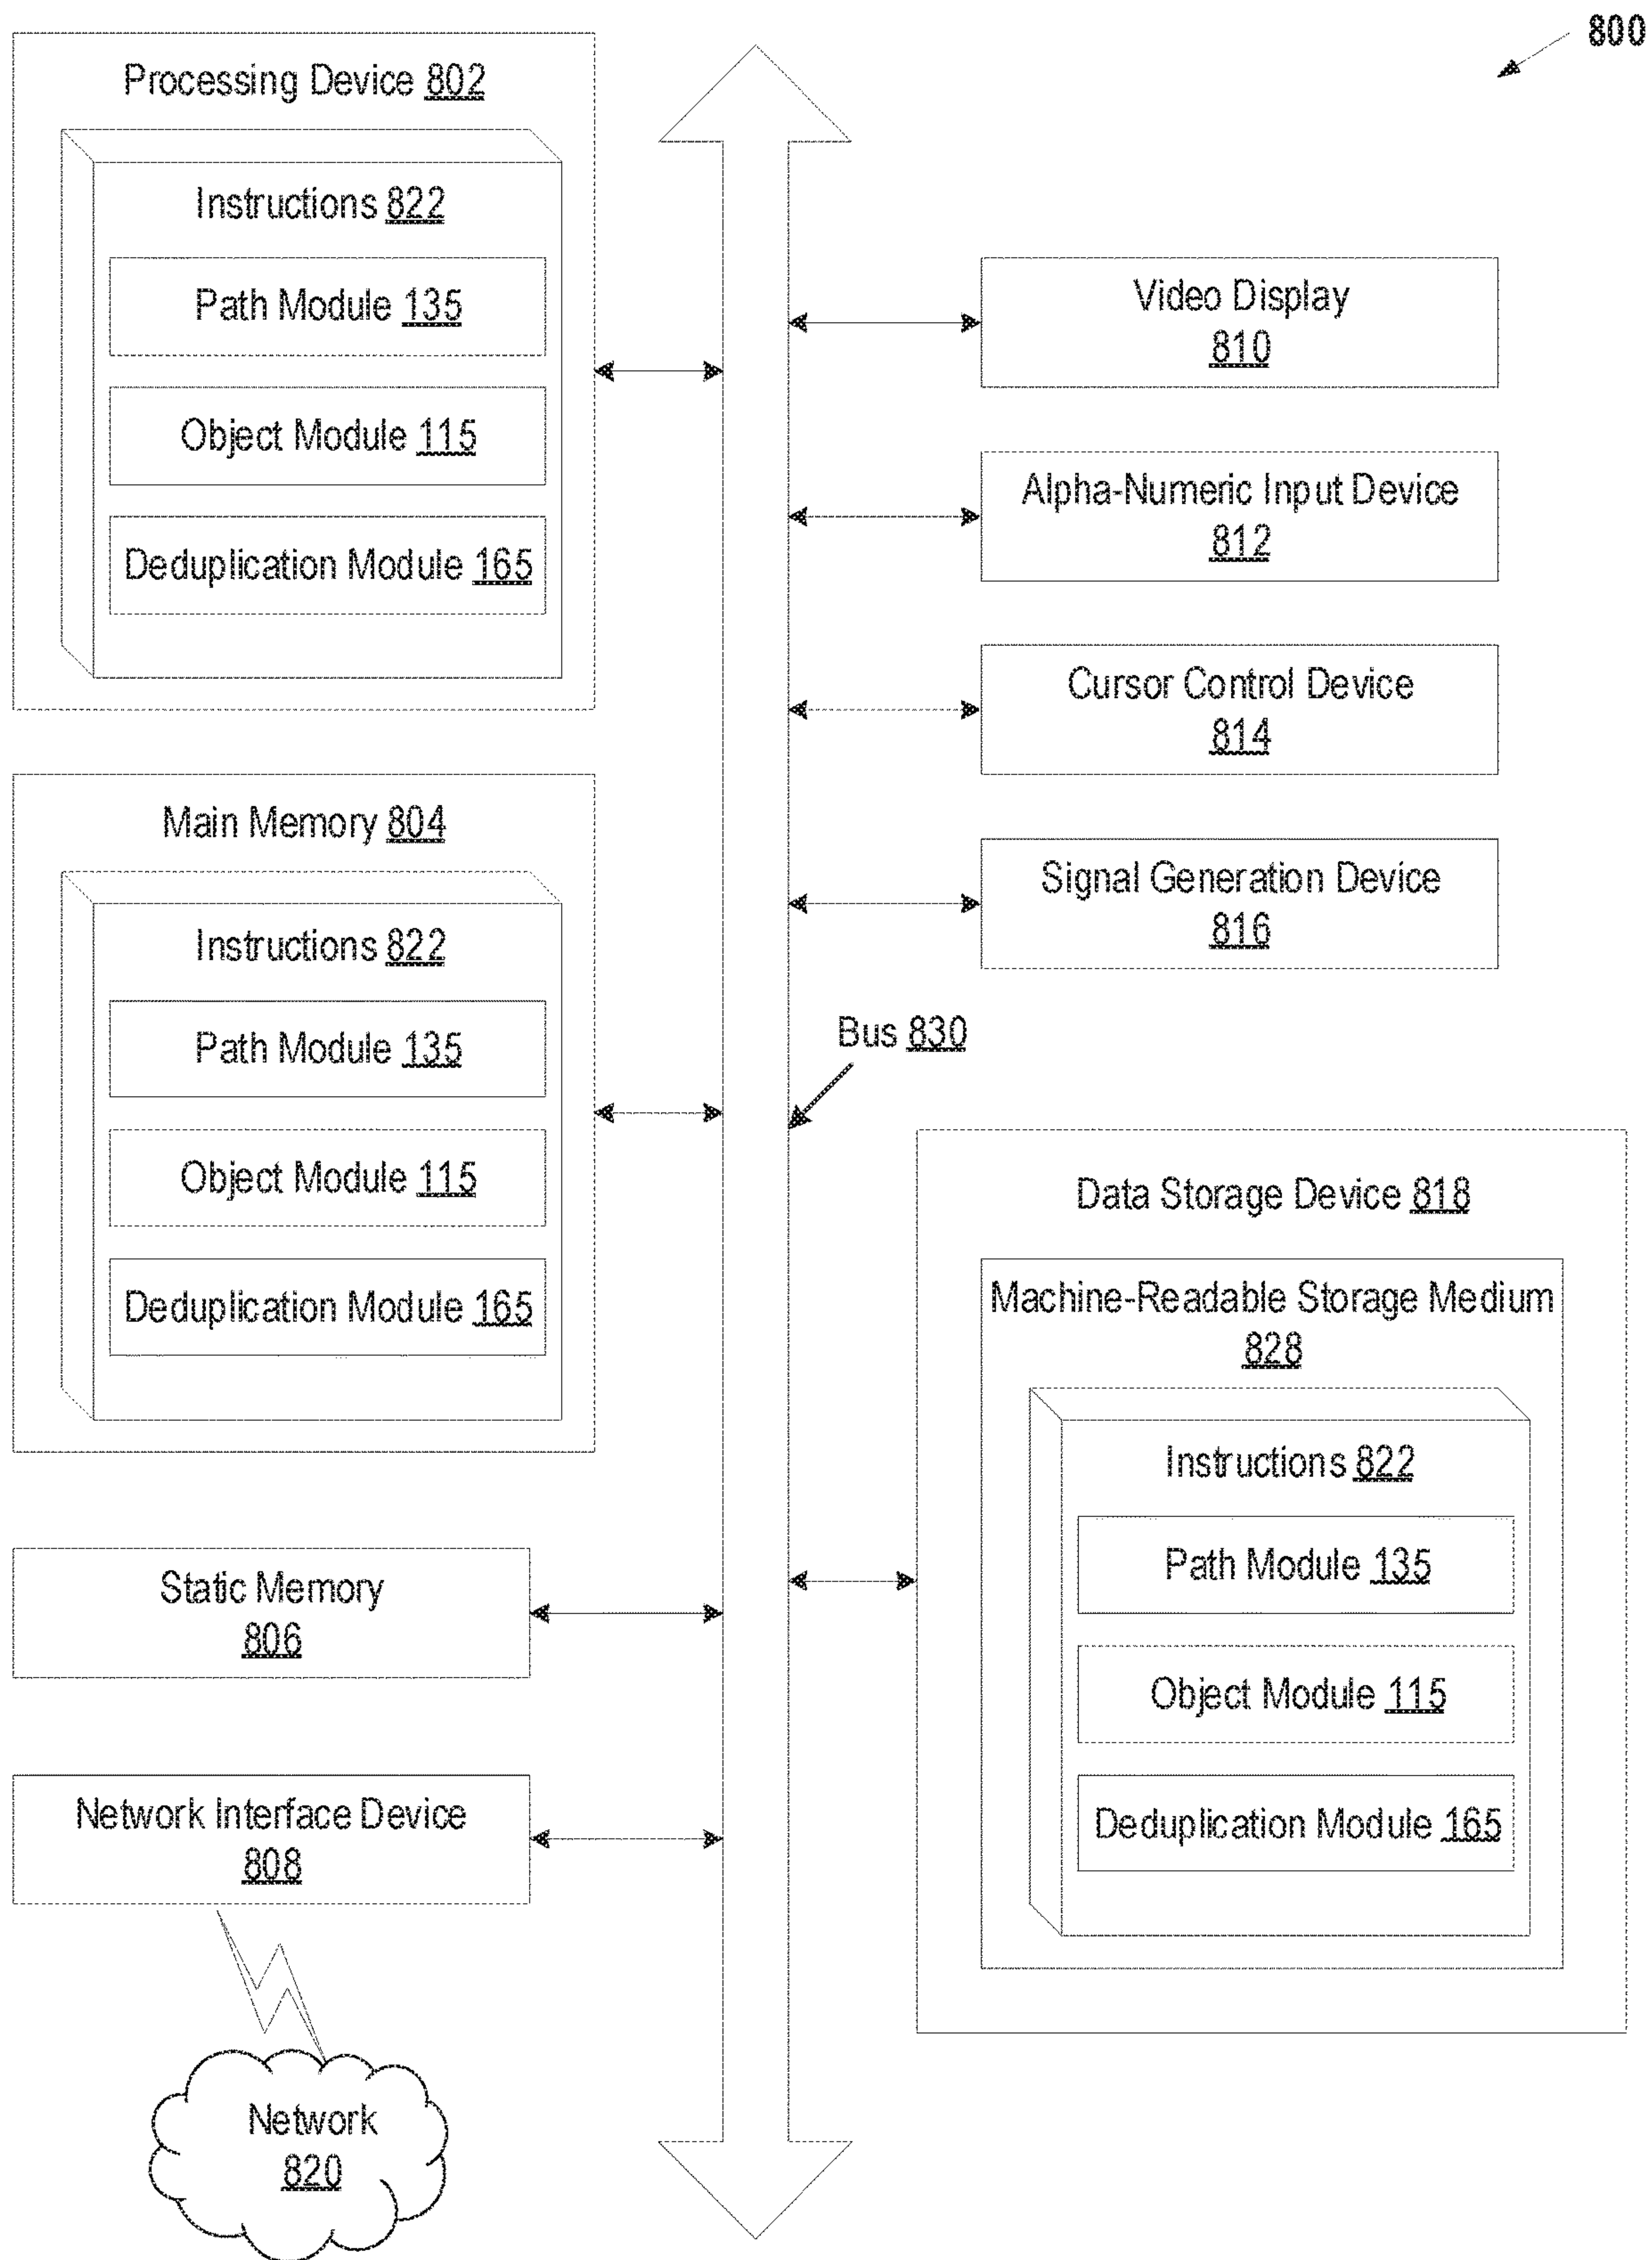 800
Processing Device 802
Instructions 822
Path Module 135
Object Module 115
Deduplication Module 165
Main Memory 804
Instructions 822
Path Module 135
Object Module 115
Deduplication Module 165
Static Memory
806
Network Interface Device
808
Network
820
Video Display
810
Alpha-Numeric Input Device
812
Cursor Control Device
814
Signal Generation Device
816
Bus 830
Data Storage Device 818
Machine-Readable Storage Medium
828
Instructions 822
Path Module 135
Object Module 115
Deduplication Module 165